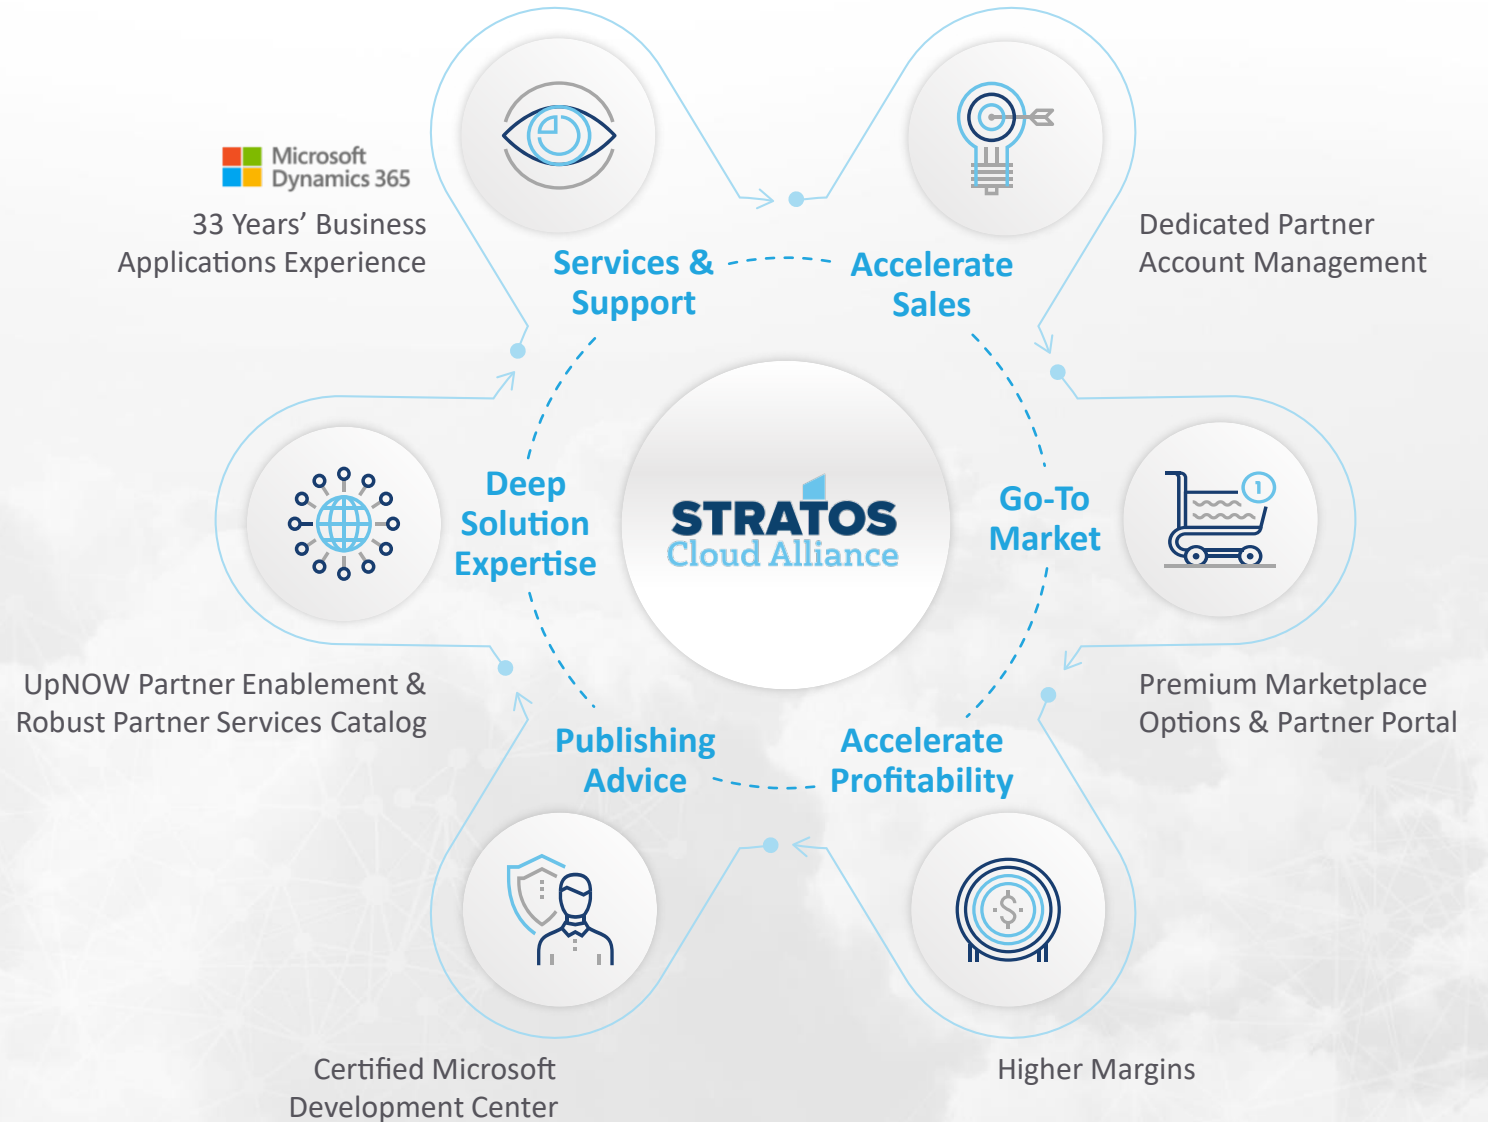 Microsoft
Dynamics 365
33 Years’ Business
Applications Experience
Services &
Support
Accelerate
Sales
Dedicated Partner
Account Management
Deep
Solution
Expertise
STRATOS
Cloud Alliance
Go-To
Market
1
UpNOW Partner Enablement &
Robust Partner Services Catalog
Premium Marketplace
Options & Partner Portal
Publishing
Advice
Accelerate
Profitability
$
Certified Microsoft
Development Center
Higher Margins